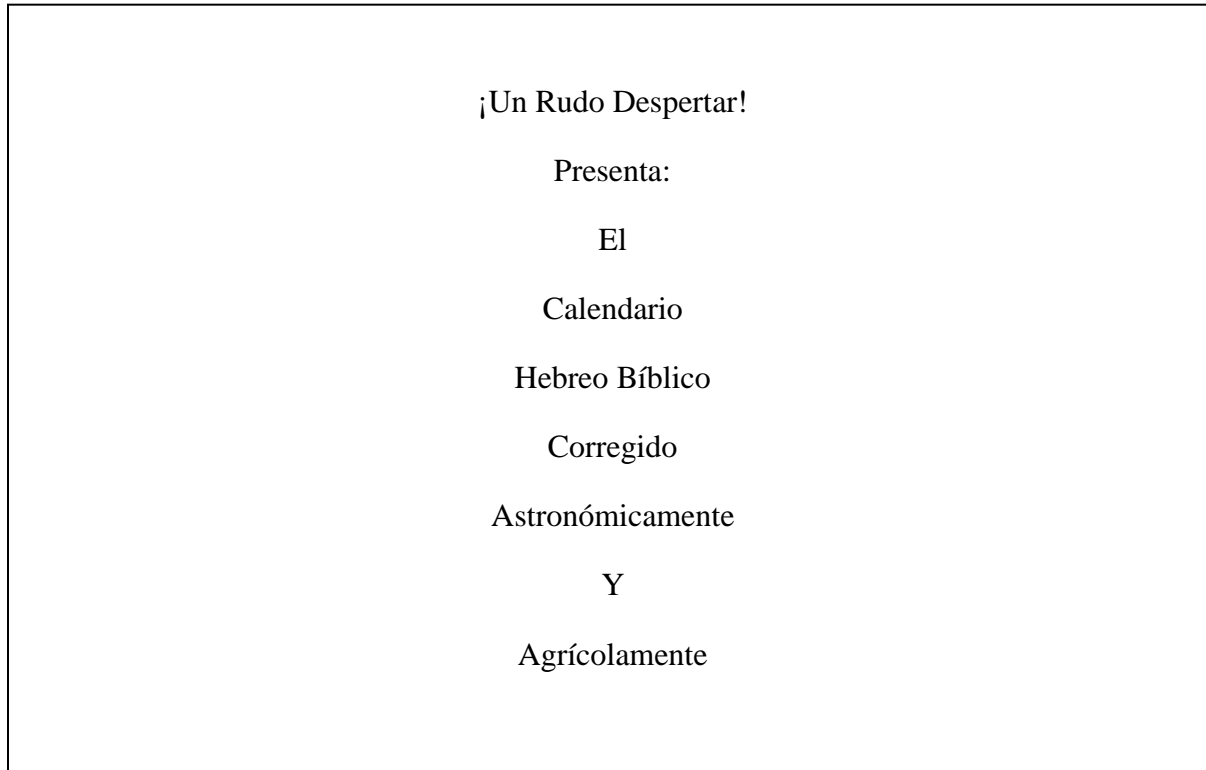 ¡Un Rudo Despertar!
Presenta:
El
Calendario
Hebreo Bíblico
Corregido
Astronómicamente
Y
Agrícolamente